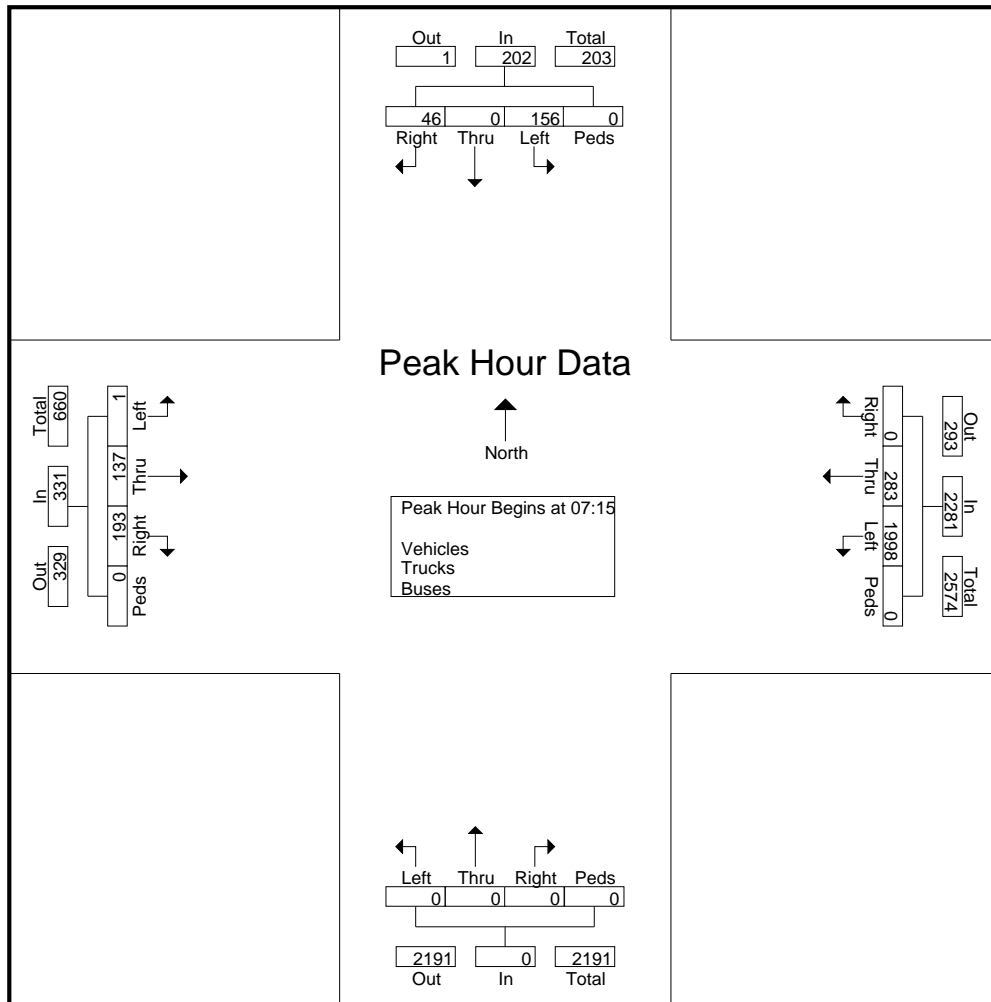 Out In Total
1 202 203
46 0 156 0
Right Thru Left Peds
Peak Hour Data
North
Peak Hour Begins at 07:15
Vehicles
Trucks
Buses
Total In Out
660 331 329
1 137 193 0
Left Thru Right Peds
Out In Total
293 2281 2574
0 283 1998 0
Right Thru Left Peds
Left Thru Right Peds
0 0 0 0
2191 0 2191
Out In Total